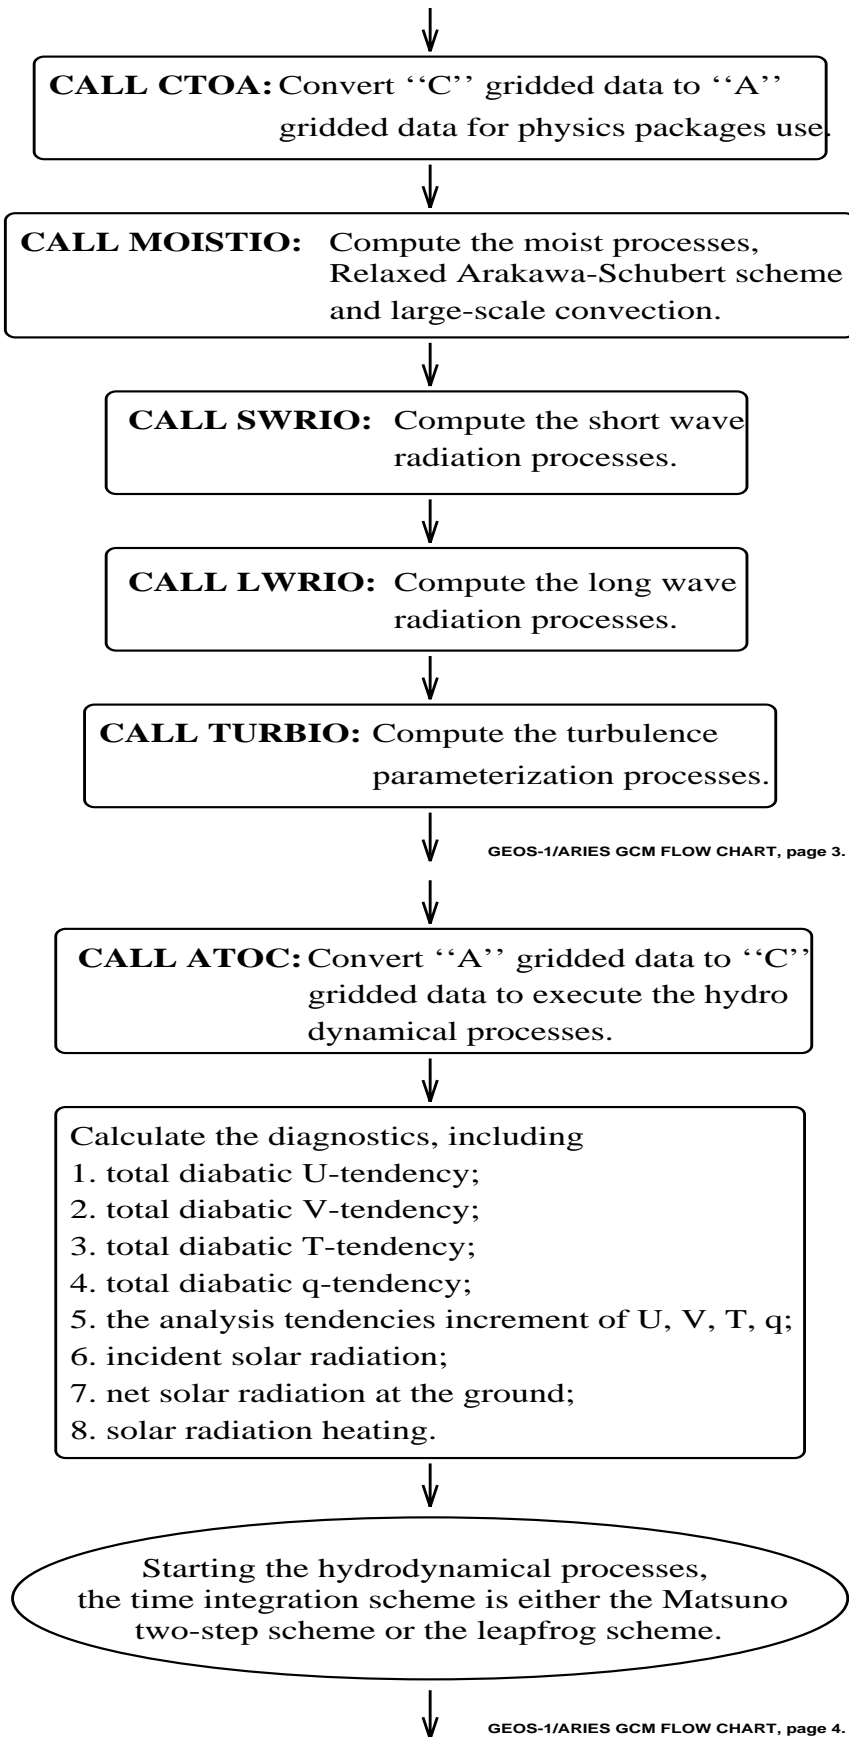 CALL CTOA: Convert ‘‘C’’ gridded data to ‘‘A’’
gridded data for physics packages use.
CALL MOISTIO: Compute the moist processes,
Relaxed Arakawa-Schubert scheme
and large-scale convection.
CALL SWRIO: Compute the short wave
radiation processes.
CALL LWRIO: Compute the long wave
radiation processes.
CALL TURBIO: Compute the turbulence
parameterization processes.
GEOS-1/ARIES GCM FLOW CHART, page 3.
CALL ATOC: Convert ‘‘A’’ gridded data to ‘‘C’’
gridded data to execute the hydro
dynamical processes.
Calculate the diagnostics, including
1. total diabatic U-tendency;
2. total diabatic V-tendency;
3. total diabatic T-tendency;
4. total diabatic q-tendency;
5. the analysis tendencies increment of U, V, T, q;
6. incident solar radiation;
7. net solar radiation at the ground;
8. solar radiation heating.
Starting the hydrodynamical processes,
the time integration scheme is either the Matsuno
two-step scheme or the leapfrog scheme.
GEOS-1/ARIES GCM FLOW CHART, page 4.